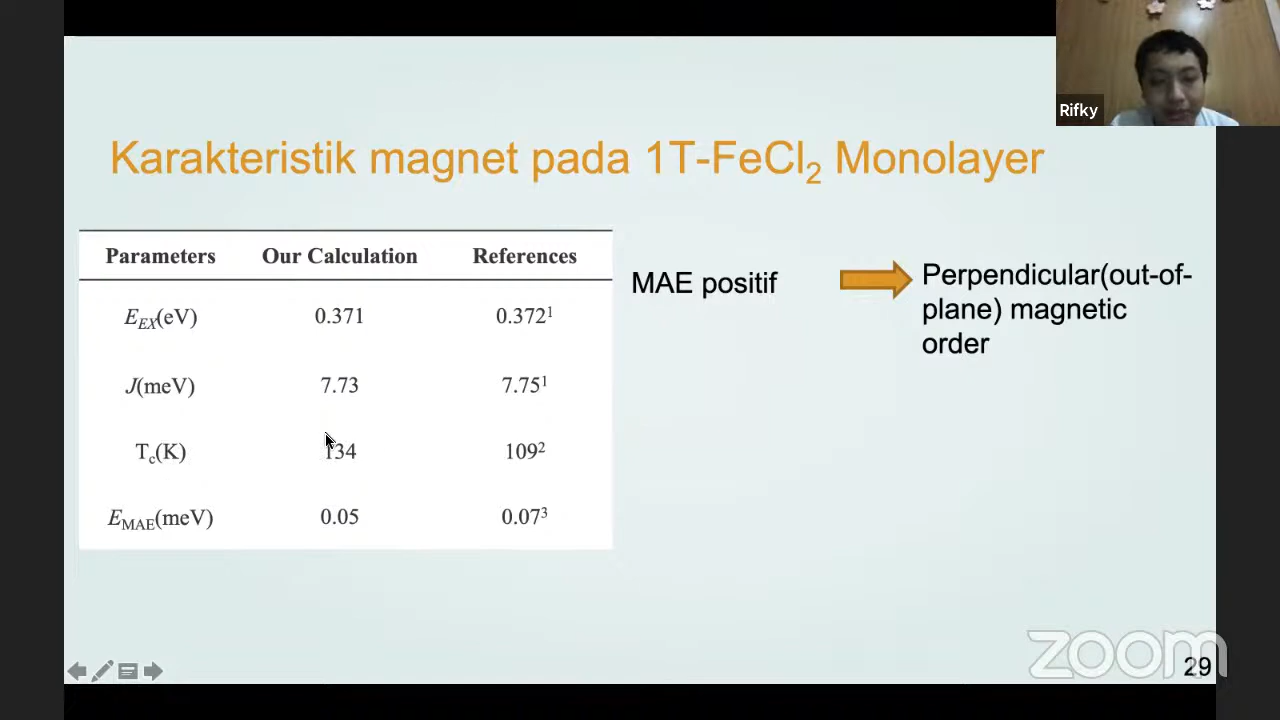 Rifky
Karakteristik magnet pada 1T-FeCl₂ Monolayer
Parameters Our Calculation References
E_EX(eV) 0.371 0.372¹
J(meV) 7.73 7.75¹
T_c(K) 134 109²
E_MAE(meV) 0.05 0.07³
MAE positif
Perpendicular(out-of-
plane) magnetic
order
zoom
29